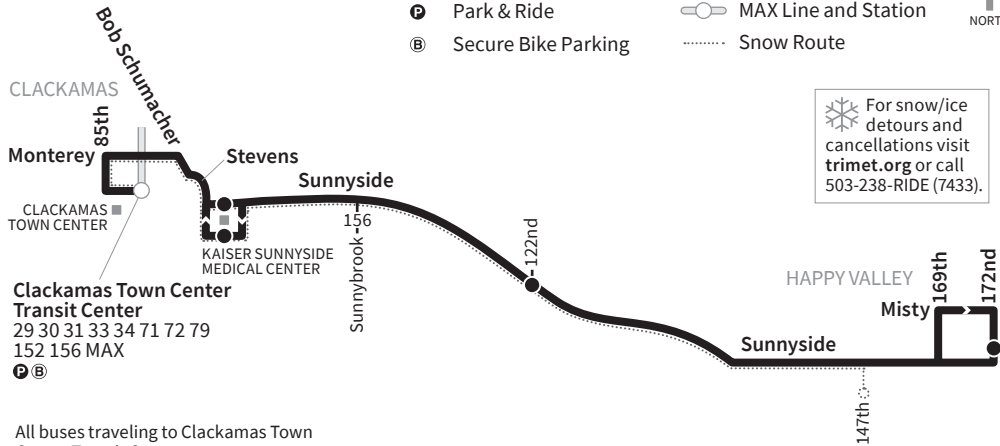 P Park & Ride
B Secure Bike Parking
MAX Line and Station
Snow Route
For snow/ice
detours and
cancellations visit
trimet.org or call
503-238-RIDE (7433).
CLACKAMAS
85th
Bob Schumacher
Monterey
Stevens
Sunnyside
CLACKAMAS
TOWN CENTER
KAISER SUNNYSIDE
MEDICAL CENTER
156
Sunnybrook
122nd
HAPPY VALLEY
169th
172nd
Misty
Sunnyside
147th
Clackamas Town Center
Transit Center
29 30 31 33 34 71 72 79
152 156 MAX
P B
All buses traveling to Clackamas Town